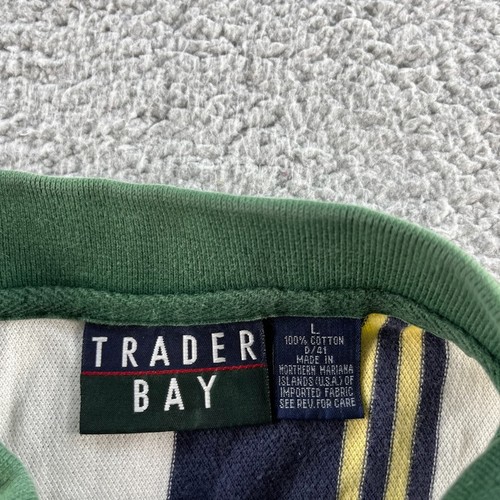 TRADER
BAY
L
100% COTTON
D/41
MADE IN
NORTHERN MARIANA
ISLANDS (U.S.A.) OF
IMPORTED FABRIC
SEE REV. FOR CARE